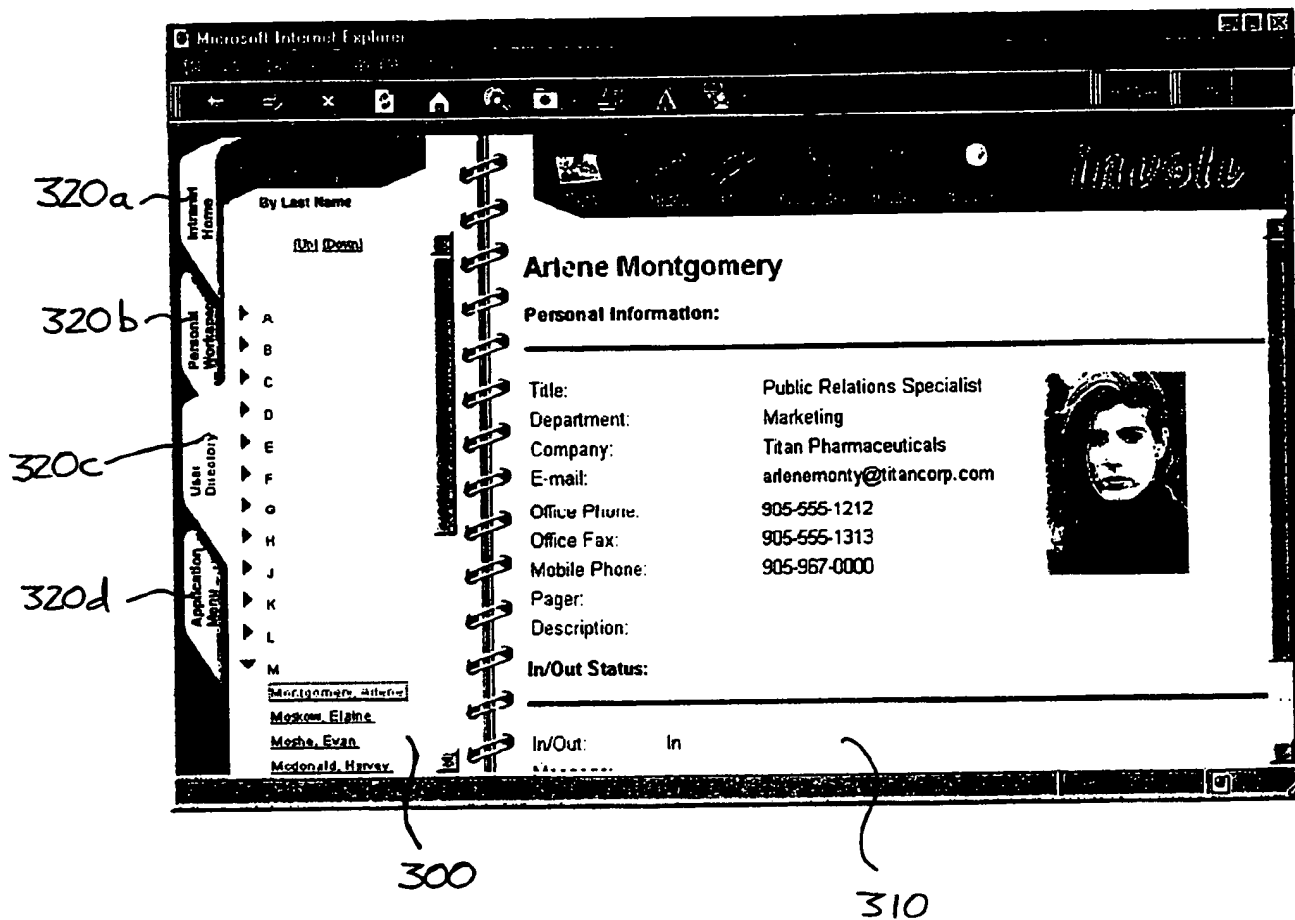 Microsoft Internet Explorer
involv
320a
Intranet Home
By Last Name
[Up] [Down]
Arlene Montgomery
320b
Personal Workspace
Personal Information:
A
B
C
D
E
F
G
H
J
K
L
M
Title: Public Relations Specialist
Department: Marketing
Company: Titan Pharmaceuticals
E-mail: arlenemonty@titancorp.com
Office Phone: 905-555-1212
Office Fax: 905-555-1313
Mobile Phone: 905-967-0000
Pager:
Description:
320c
User Directory
320d
Application Menu
In/Out Status:
Montgomery, Arlene
Moskow, Elaine
Moshe, Evan
Mcdonald, Harvey
In/Out: In
Message:
300
310